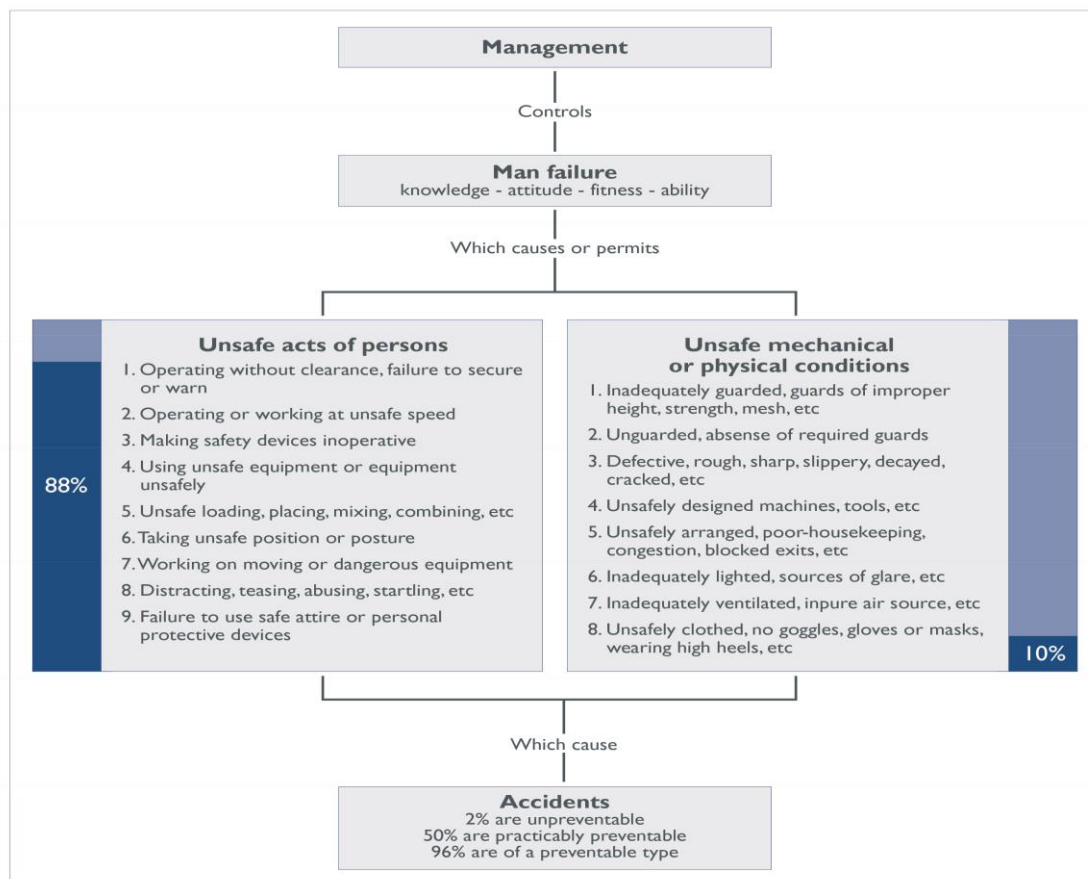 Management
Controls
Man failure
knowledge - attitude - fitness - ability
Which causes or permits
88%
Unsafe acts of persons
1. Operating without clearance, failure to secure
or warn
2. Operating or working at unsafe speed
3. Making safety devices inoperative
4. Using unsafe equipment or equipment
unsafely
5. Unsafe loading, placing, mixing, combining, etc
6. Taking unsafe position or posture
7. Working on moving or dangerous equipment
8. Distracting, teasing, abusing, startling, etc
9. Failure to use safe attire or personal
protective devices
Unsafe mechanical
or physical conditions
1. Inadequately guarded, guards of improper
height, strength, mesh, etc
2. Unguarded, absense of required guards
3. Defective, rough, sharp, slippery, decayed,
cracked, etc
4. Unsafely designed machines, tools, etc
5. Unsafely arranged, poor-housekeeping,
congestion, blocked exits, etc
6. Inadequately lighted, sources of glare, etc
7. Inadequately ventilated, inpure air source, etc
8. Unsafely clothed, no goggles, gloves or masks,
wearing high heels, etc
10%
Which cause
Accidents
2% are unpreventable
50% are practicably preventable
96% are of a preventable type